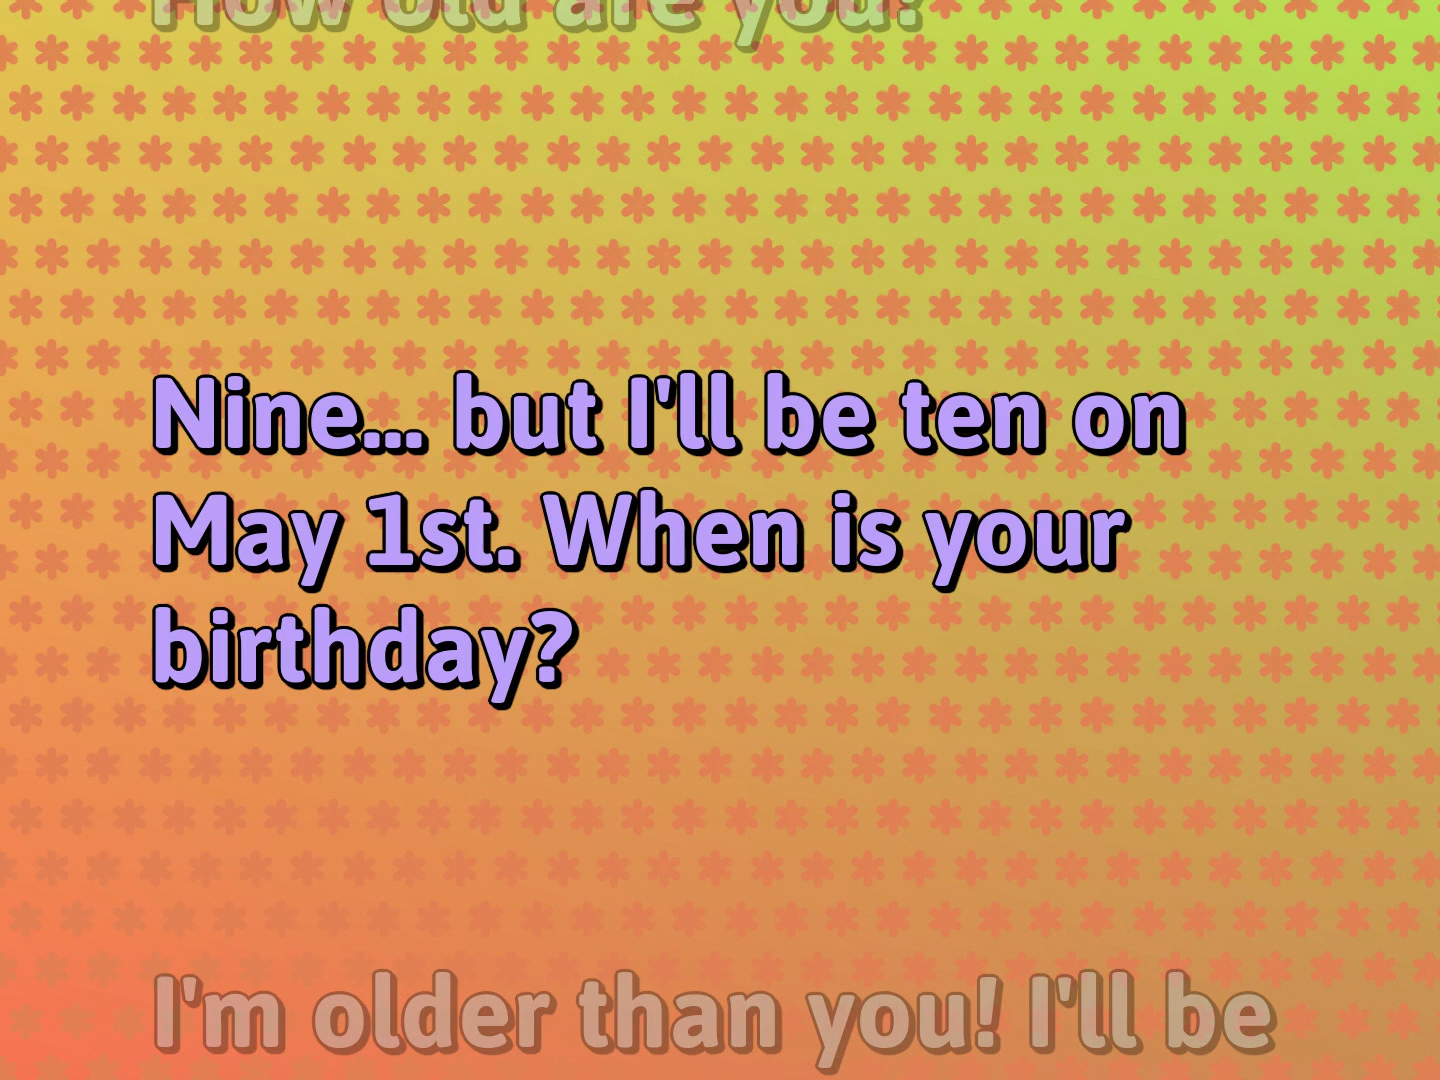 How old are you?
Nine... but I'll be ten on
May 1st. When is your
birthday?
I'm older than you! I'll be